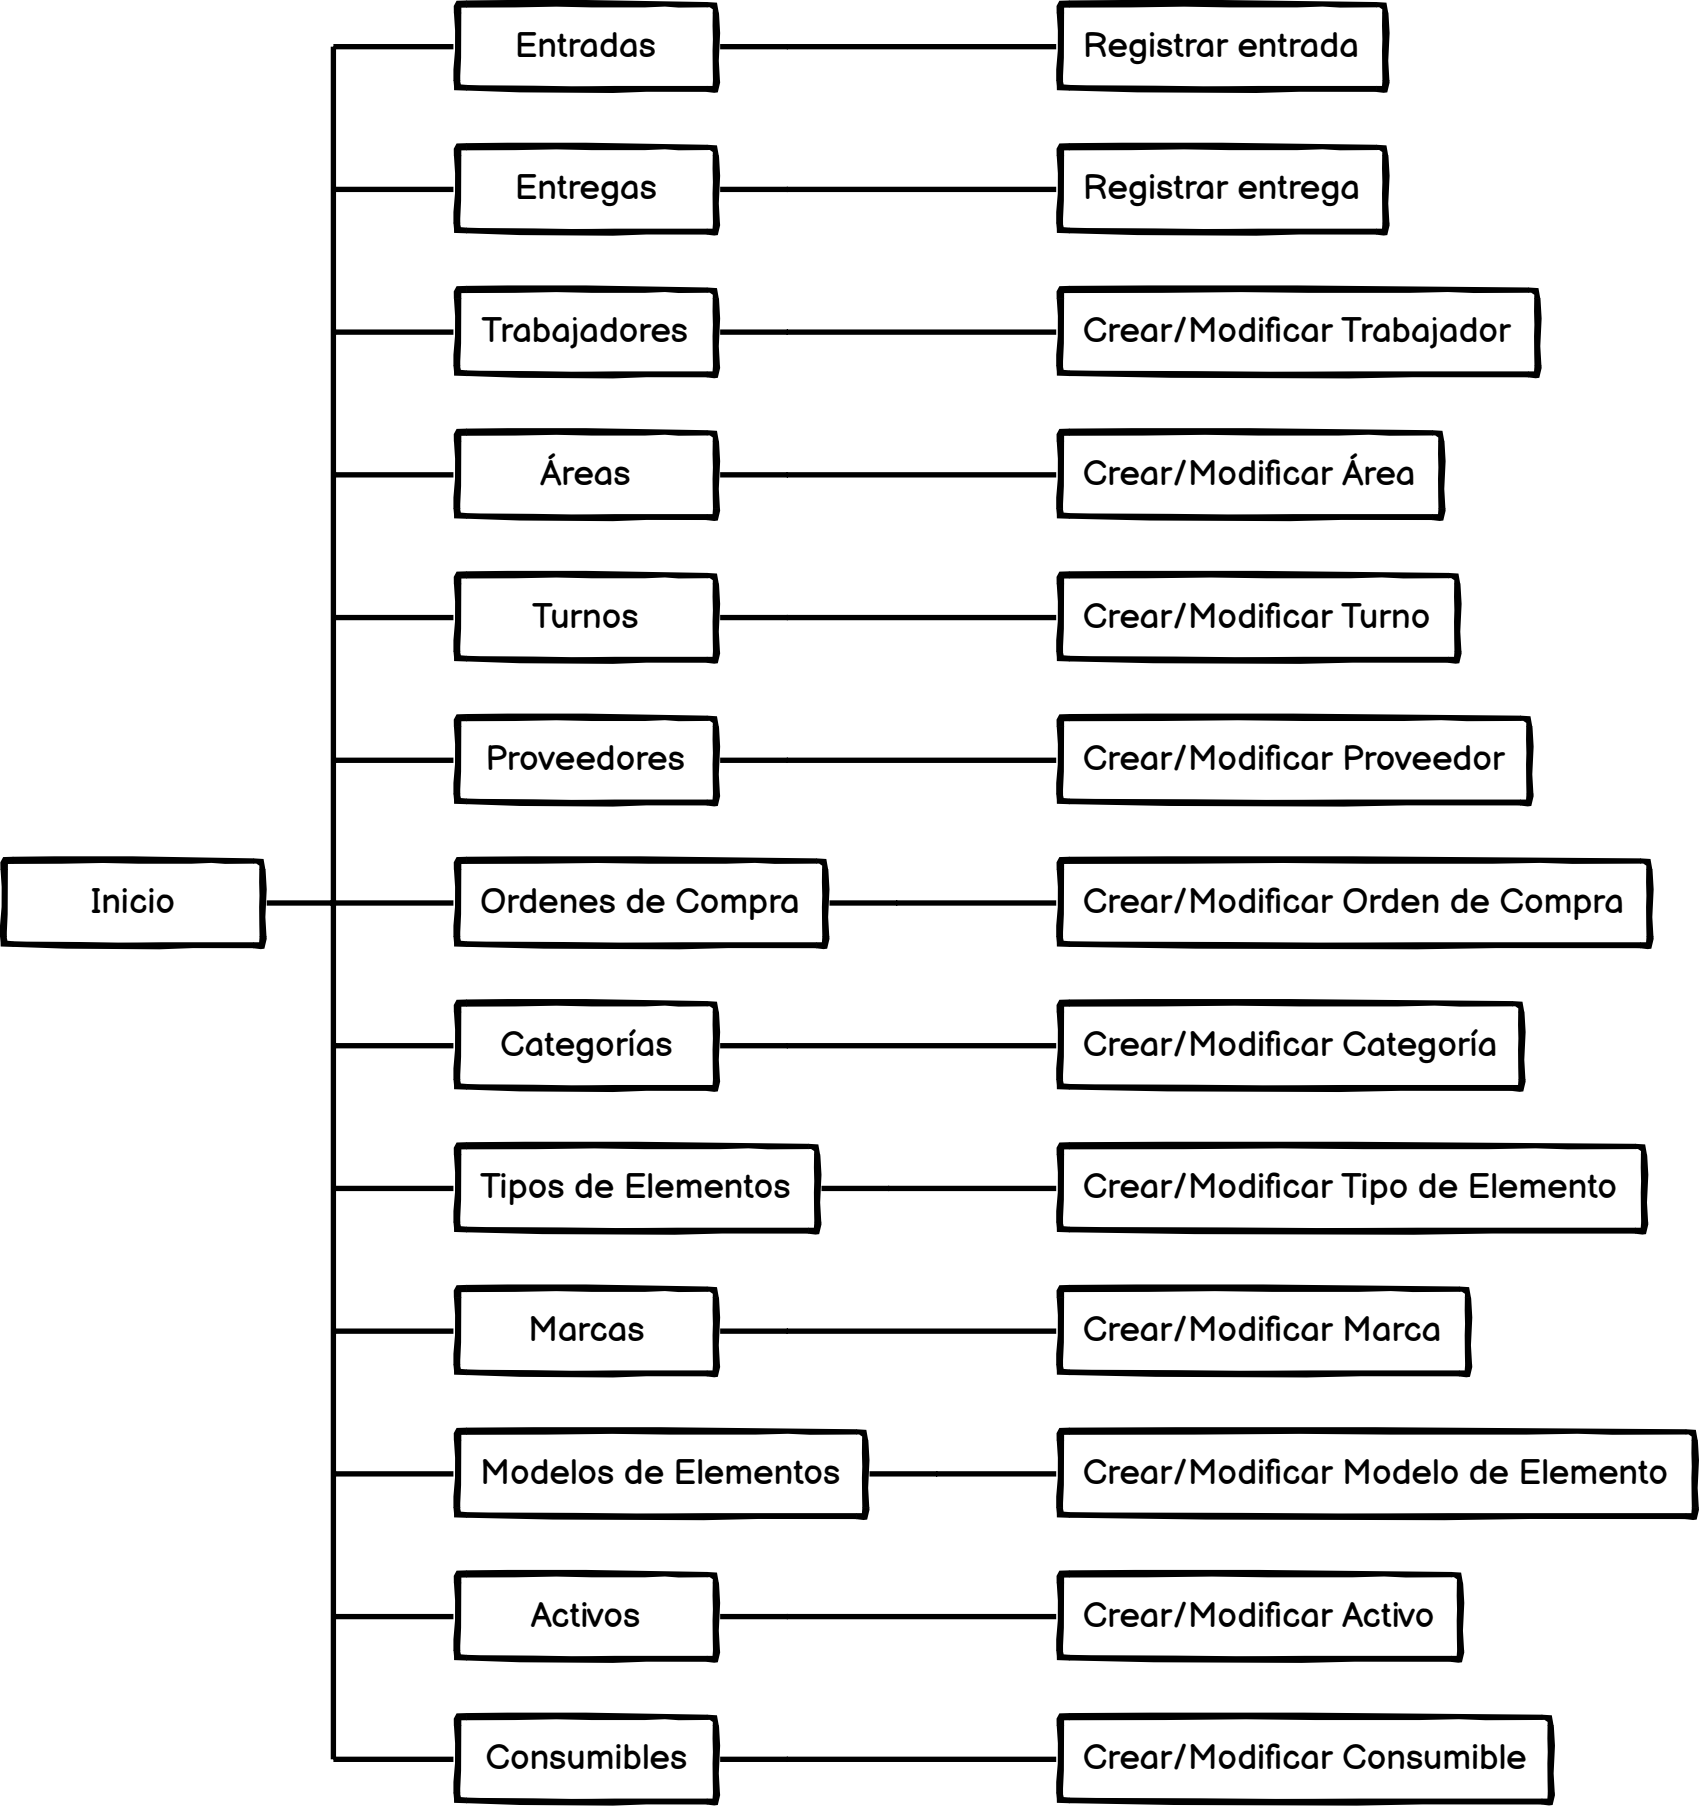 Entradas
Registrar entrada
Entregas
Registrar entrega
Trabajadores
Crear/Modificar Trabajador
Áreas
Crear/Modificar Área
Turnos
Crear/Modificar Turno
Proveedores
Crear/Modificar Proveedor
Inicio
Ordenes de Compra
Crear/Modificar Orden de Compra
Categorías
Crear/Modificar Categoría
Tipos de Elementos
Crear/Modificar Tipo de Elemento
Marcas
Crear/Modificar Marca
Modelos de Elementos
Crear/Modificar Modelo de Elemento
Activos
Crear/Modificar Activo
Consumibles
Crear/Modificar Consumible